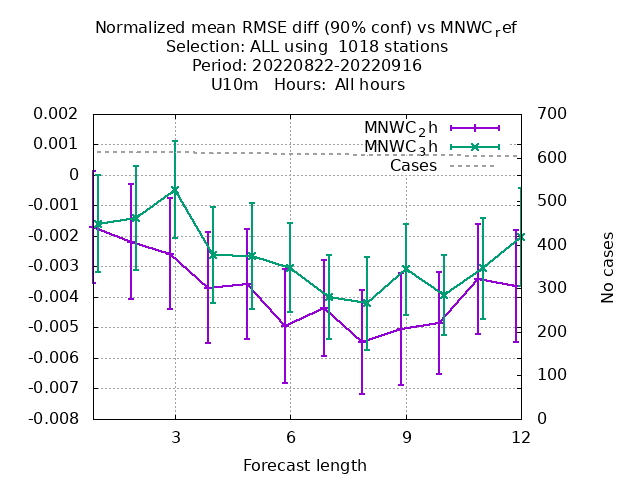 Normalized mean RMSE diff (90% conf) vs MNWCref
Selection: ALL using  1018 stations
Period: 20220822-20220916
U10m   Hours:  All hours
0.002
0.001
0
-0.001
-0.002
-0.003
-0.004
-0.005
-0.006
-0.007
-0.008
700
600
500
400
300
200
100
0
MNWC2h
MNWC3h
Cases
No cases
3 6 9 12
Forecast length